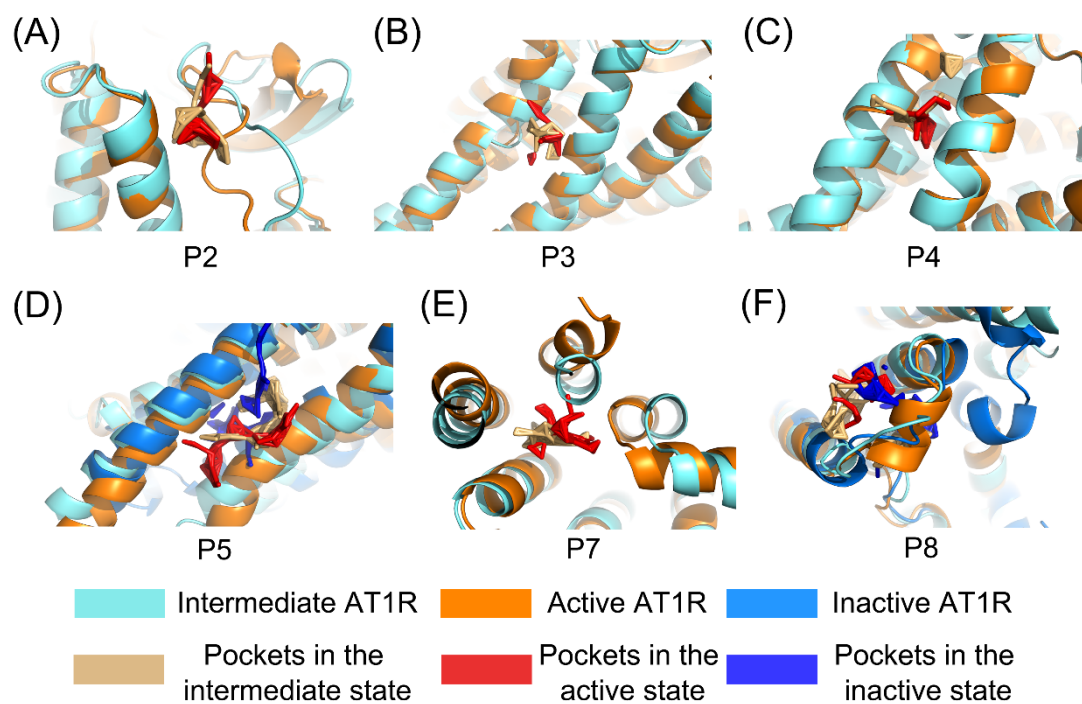 (A)
(B)
(C)
P2
P3
P4
(D)
(E)
(F)
P5
P7
P8
Intermediate AT1R
Active AT1R
Inactive AT1R
Pockets in the
intermediate state
Pockets in the
active state
Pockets in the
inactive state